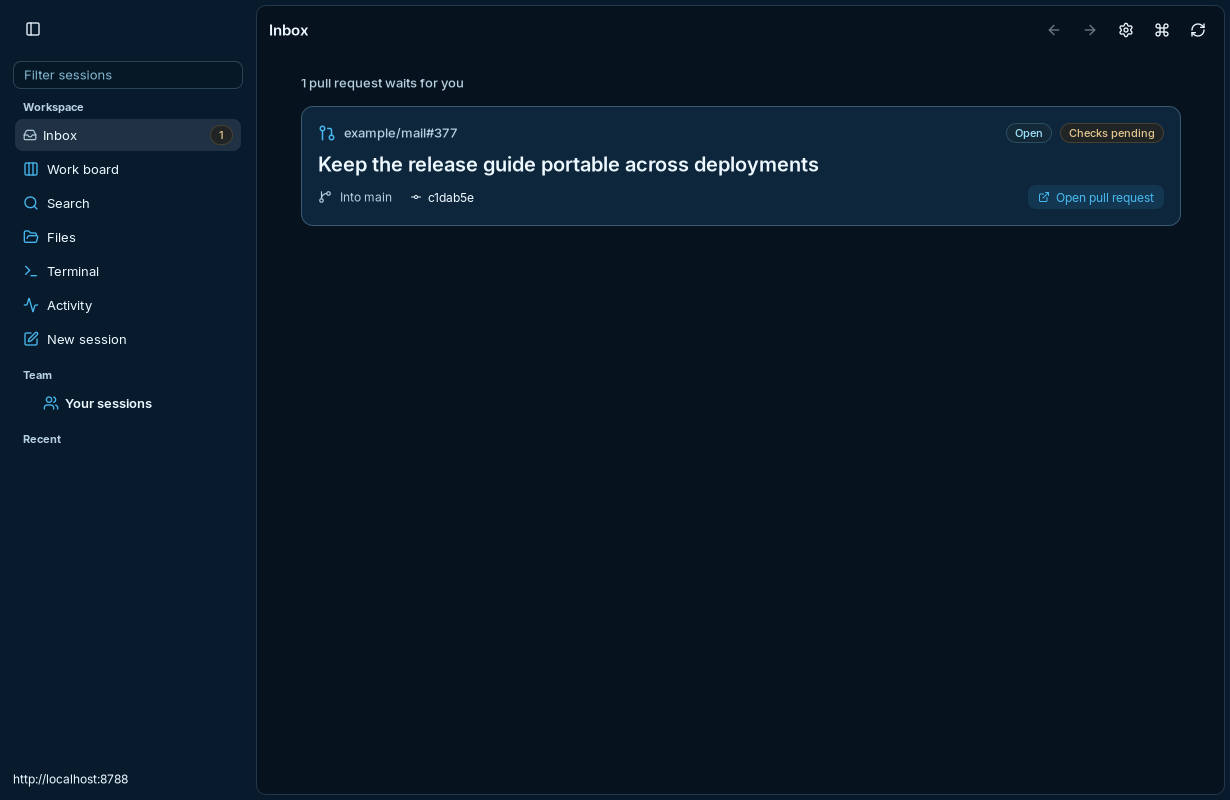 Filter sessions
Workspace
Inbox 1
Work board
Search
Files
Terminal
Activity
New session
Team
Your sessions
Recent
http://localhost:8788
Inbox
1 pull request waits for you
example/mail#377 Open Checks pending
Keep the release guide portable across deployments
Into main c1dab5e Open pull request